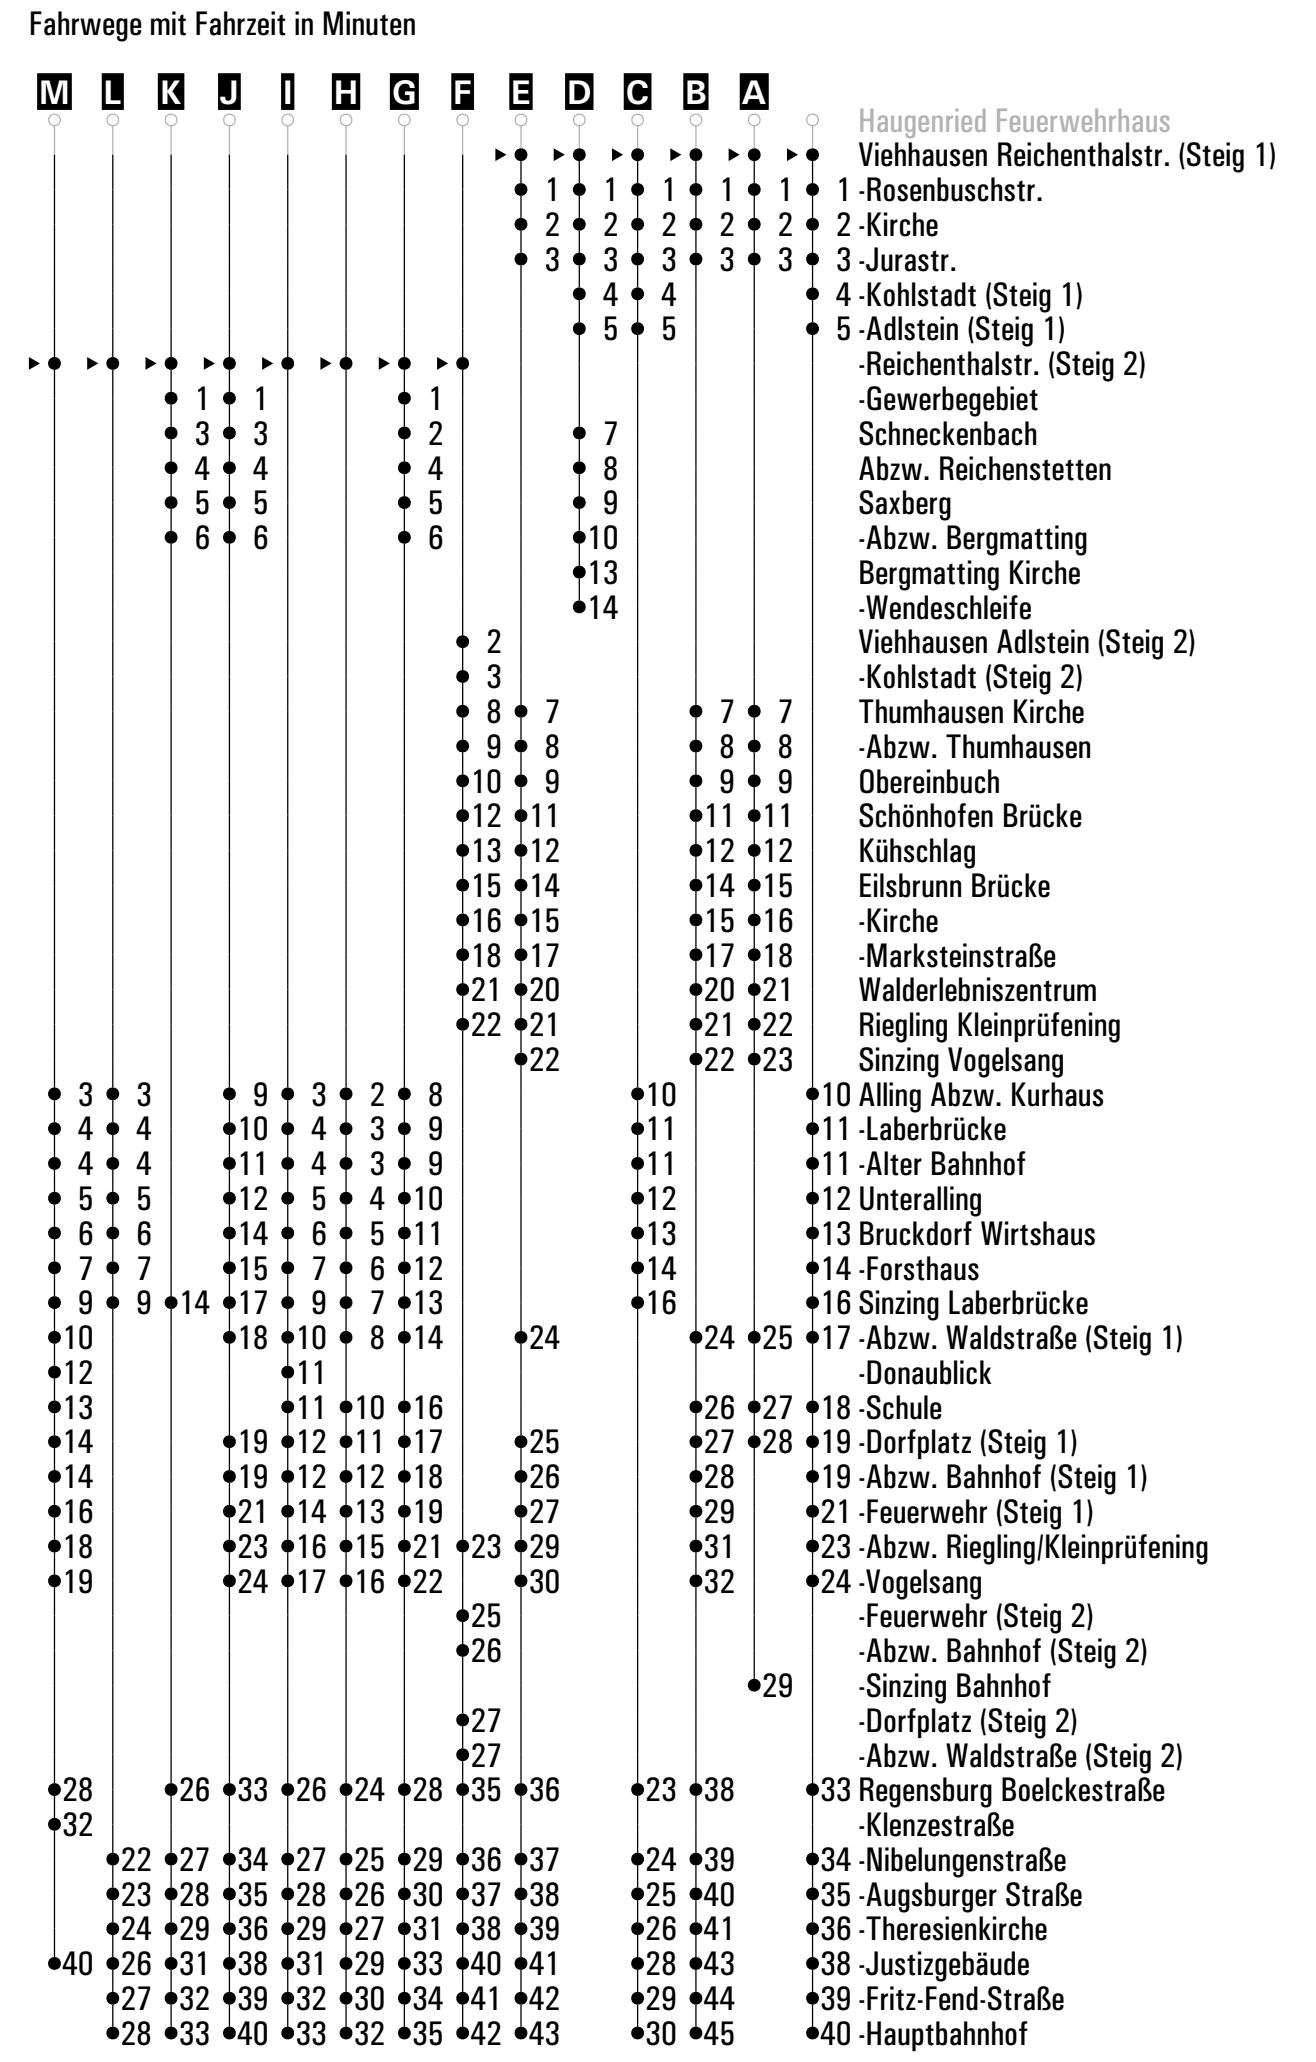 Fahrwege mit Fahrzeit in Minuten
M L K J I H G F E D C B A
Haugenried Feuerwehrhaus
Viehhausen Reichenthalstr. (Steig 1)
1 1 1 1 1 1 -Rosenbuschstr.
2 2 2 2 2 2 -Kirche
3 3 3 3 3 3 -Jurastr.
4 4 4 -Kohlstadt (Steig 1)
5 5 5 -Adlstein (Steig 1)
-Reichenthalstr. (Steig 2)
1 1 1 -Gewerbegebiet
3 3 2 7 Schneckenbach
4 4 4 8 Abzw. Reichenstetten
5 5 5 9 Saxberg
6 6 6 10 -Abzw. Bergmatting
13 Bergmatting Kirche
14 -Wendeschleife
2 Viehhausen Adlstein (Steig 2)
3 -Kohlstadt (Steig 2)
8 7 7 7 Thumhausen Kirche
9 8 8 8 -Abzw. Thumhausen
10 9 9 9 Obereinbuch
12 11 11 11 Schönhofen Brücke
13 12 12 12 Kühschlag
15 14 14 15 Eilsbrunn Brücke
16 15 15 16 -Kirche
18 17 17 18 -Marksteinstraße
21 20 20 21 Walderlebniszentrum
22 21 21 22 Riegling Kleinprüfening
22 22 23 Sinzing Vogelsang
3 3 9 3 2 8 10 10 Alling Abzw. Kurhaus
4 4 10 4 3 9 11 11 -Laberbrücke
4 4 11 4 3 9 11 11 -Alter Bahnhof
5 5 12 5 4 10 12 12 Unteralling
6 6 14 6 5 11 13 13 Bruckdorf Wirtshaus
7 7 15 7 6 12 14 14 -Forsthaus
9 9 14 17 9 7 13 16 16 Sinzing Laberbrücke
10 18 10 8 14 24 24 25 17 -Abzw. Waldstraße (Steig 1)
12 11 -Donaublick
13 11 10 16 26 27 18 -Schule
14 19 12 11 17 25 27 28 19 -Dorfplatz (Steig 1)
14 19 12 12 18 26 28 19 -Abzw. Bahnhof (Steig 1)
16 21 14 13 19 27 29 21 -Feuerwehr (Steig 1)
18 23 16 15 21 23 29 31 23 -Abzw. Riegling/Kleinprüfening
19 24 17 16 22 30 32 24 -Vogelsang
25 -Feuerwehr (Steig 2)
26 -Abzw. Bahnhof (Steig 2)
29 -Sinzing Bahnhof
27 -Dorfplatz (Steig 2)
27 -Abzw. Waldstraße (Steig 2)
28 26 33 26 24 28 35 36 23 38 33 Regensburg Boelckestraße
32 -Klenzestraße
22 27 34 27 25 29 36 37 24 39 34 -Nibelungenstraße
23 28 35 28 26 30 37 38 25 40 35 -Augsburger Straße
24 29 36 29 27 31 38 39 26 41 36 -Theresienkirche
40 26 31 38 31 29 33 40 41 28 43 38 -Justizgebäude
27 32 39 32 30 34 41 42 29 44 39 -Fritz-Fend-Straße
28 33 40 33 32 35 42 43 30 45 40 -Hauptbahnhof